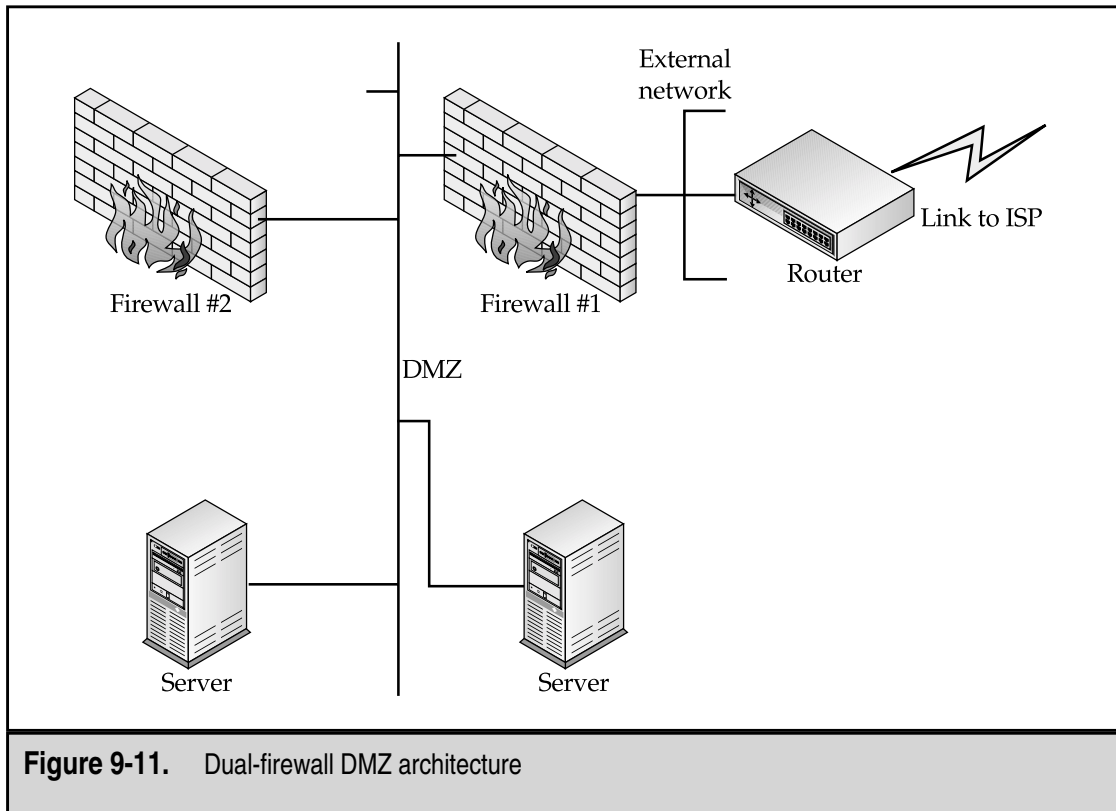 External
network
Link to ISP
Router
Firewall #2
Firewall #1
DMZ
Server
Server
Figure 9-11. Dual-firewall DMZ architecture